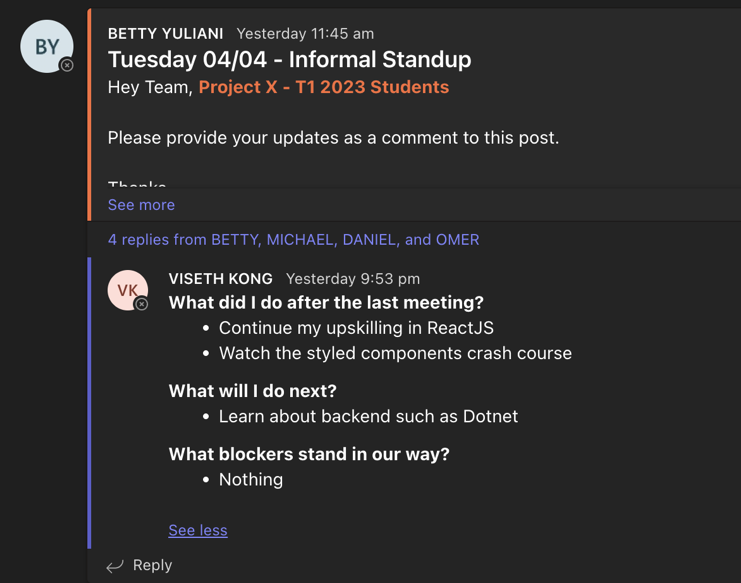 BY
BETTY YULIANI Yesterday 11:45 am
Tuesday 04/04 - Informal Standup
Hey Team, Project X - T1 2023 Students
Please provide your updates as a comment to this post.
Thanks
See more
4 replies from BETTY, MICHAEL, DANIEL, and OMER
VK
VISETH KONG Yesterday 9:53 pm
What did I do after the last meeting?
• Continue my upskilling in ReactJS
• Watch the styled components crash course
What will I do next?
• Learn about backend such as Dotnet
What blockers stand in our way?
• Nothing
See less
Reply